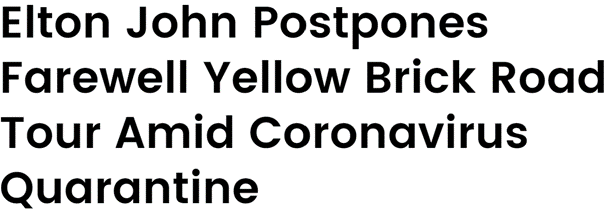 Elton John Postpones
Farewell Yellow Brick Road
Tour Amid Coronavirus
Quarantine